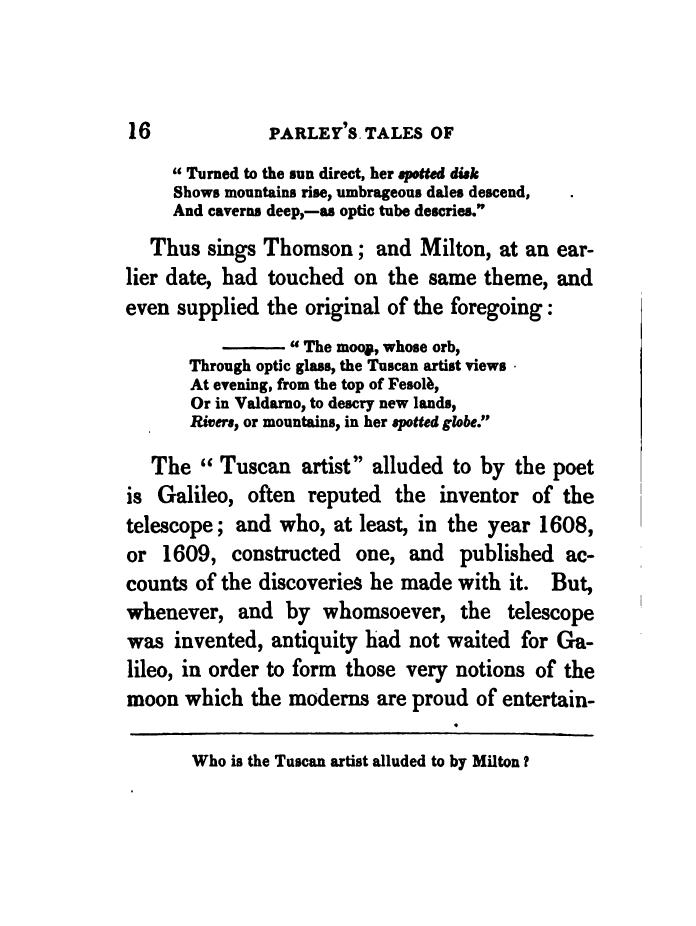 16 PARLEY'S TALES OF
“ Turned to the sun direct, her spotted disk
Shows mountains rise, umbrageous dales descend,
And caverns deep,—as optic tube descries.”
Thus sings Thomson ; and Milton, at an ear-
lier date, had touched on the same theme, and
even supplied the original of the foregoing :
——— “ The moon, whose orb,
Through optic glass, the Tuscan artist views
At evening, from the top of Fesolè,
Or in Valdarno, to descry new lands,
Rivers, or mountains, in her spotted globe.”
The “ Tuscan artist” alluded to by the poet
is Galileo, often reputed the inventor of the
telescope ; and who, at least, in the year 1608,
or 1609, constructed one, and published ac-
counts of the discoveries he made with it. But,
whenever, and by whomsoever, the telescope
was invented, antiquity had not waited for Ga-
lileo, in order to form those very notions of the
moon which the moderns are proud of entertain-
Who is the Tuscan artist alluded to by Milton ?